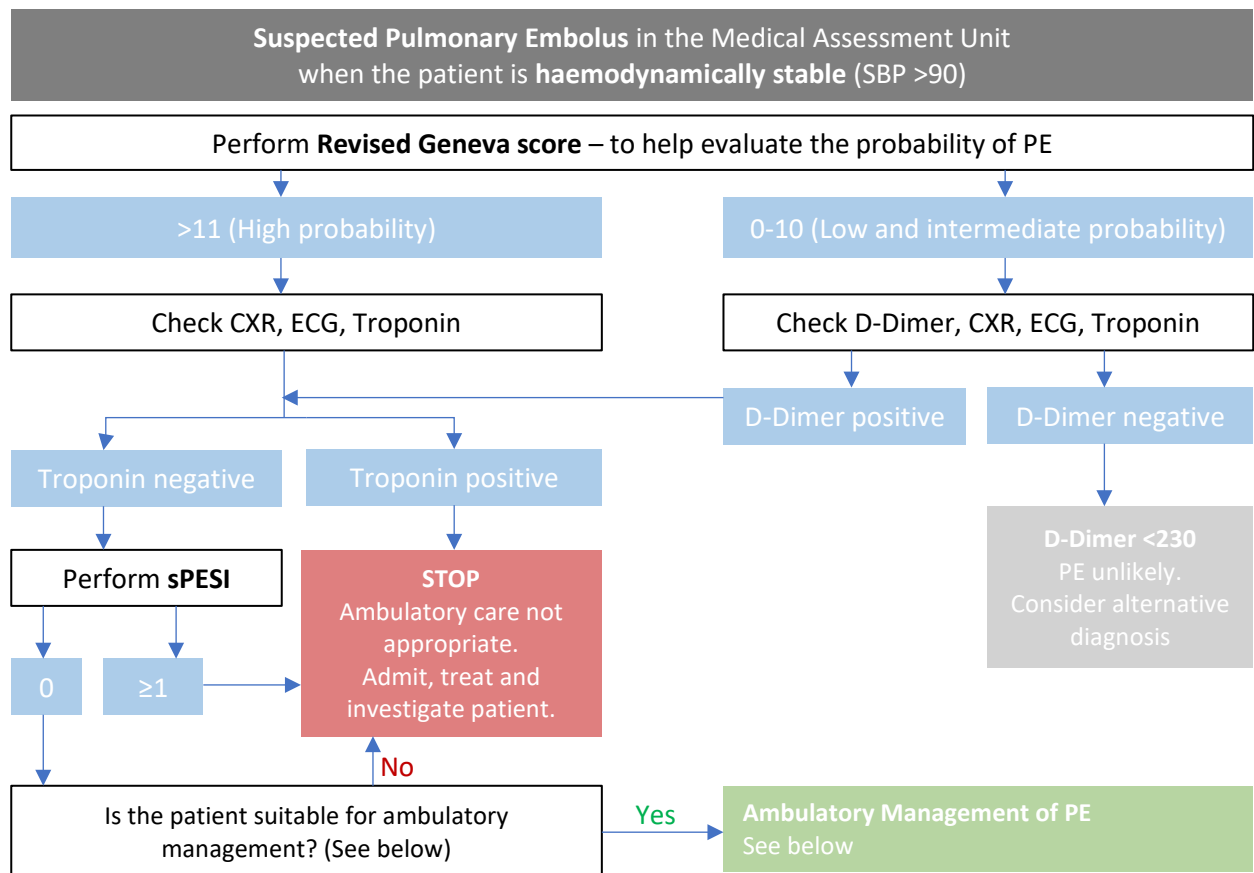 Suspected Pulmonary Embolus in the Medical Assessment Unit
when the patient is haemodynamically stable (SBP >90)
Perform Revised Geneva score – to help evaluate the probability of PE
>11 (High probability)
0-10 (Low and intermediate probability)
Check CXR, ECG, Troponin
Check D-Dimer, CXR, ECG, Troponin
D-Dimer positive
D-Dimer negative
Troponin negative
Troponin positive
D-Dimer <230
PE unlikely.
Consider alternative
diagnosis
Perform sPESI
STOP
Ambulatory care not
appropriate.
Admit, treat and
investigate patient.
0
≥1
No
Is the patient suitable for ambulatory
management? (See below)
Yes
Ambulatory Management of PE
See below